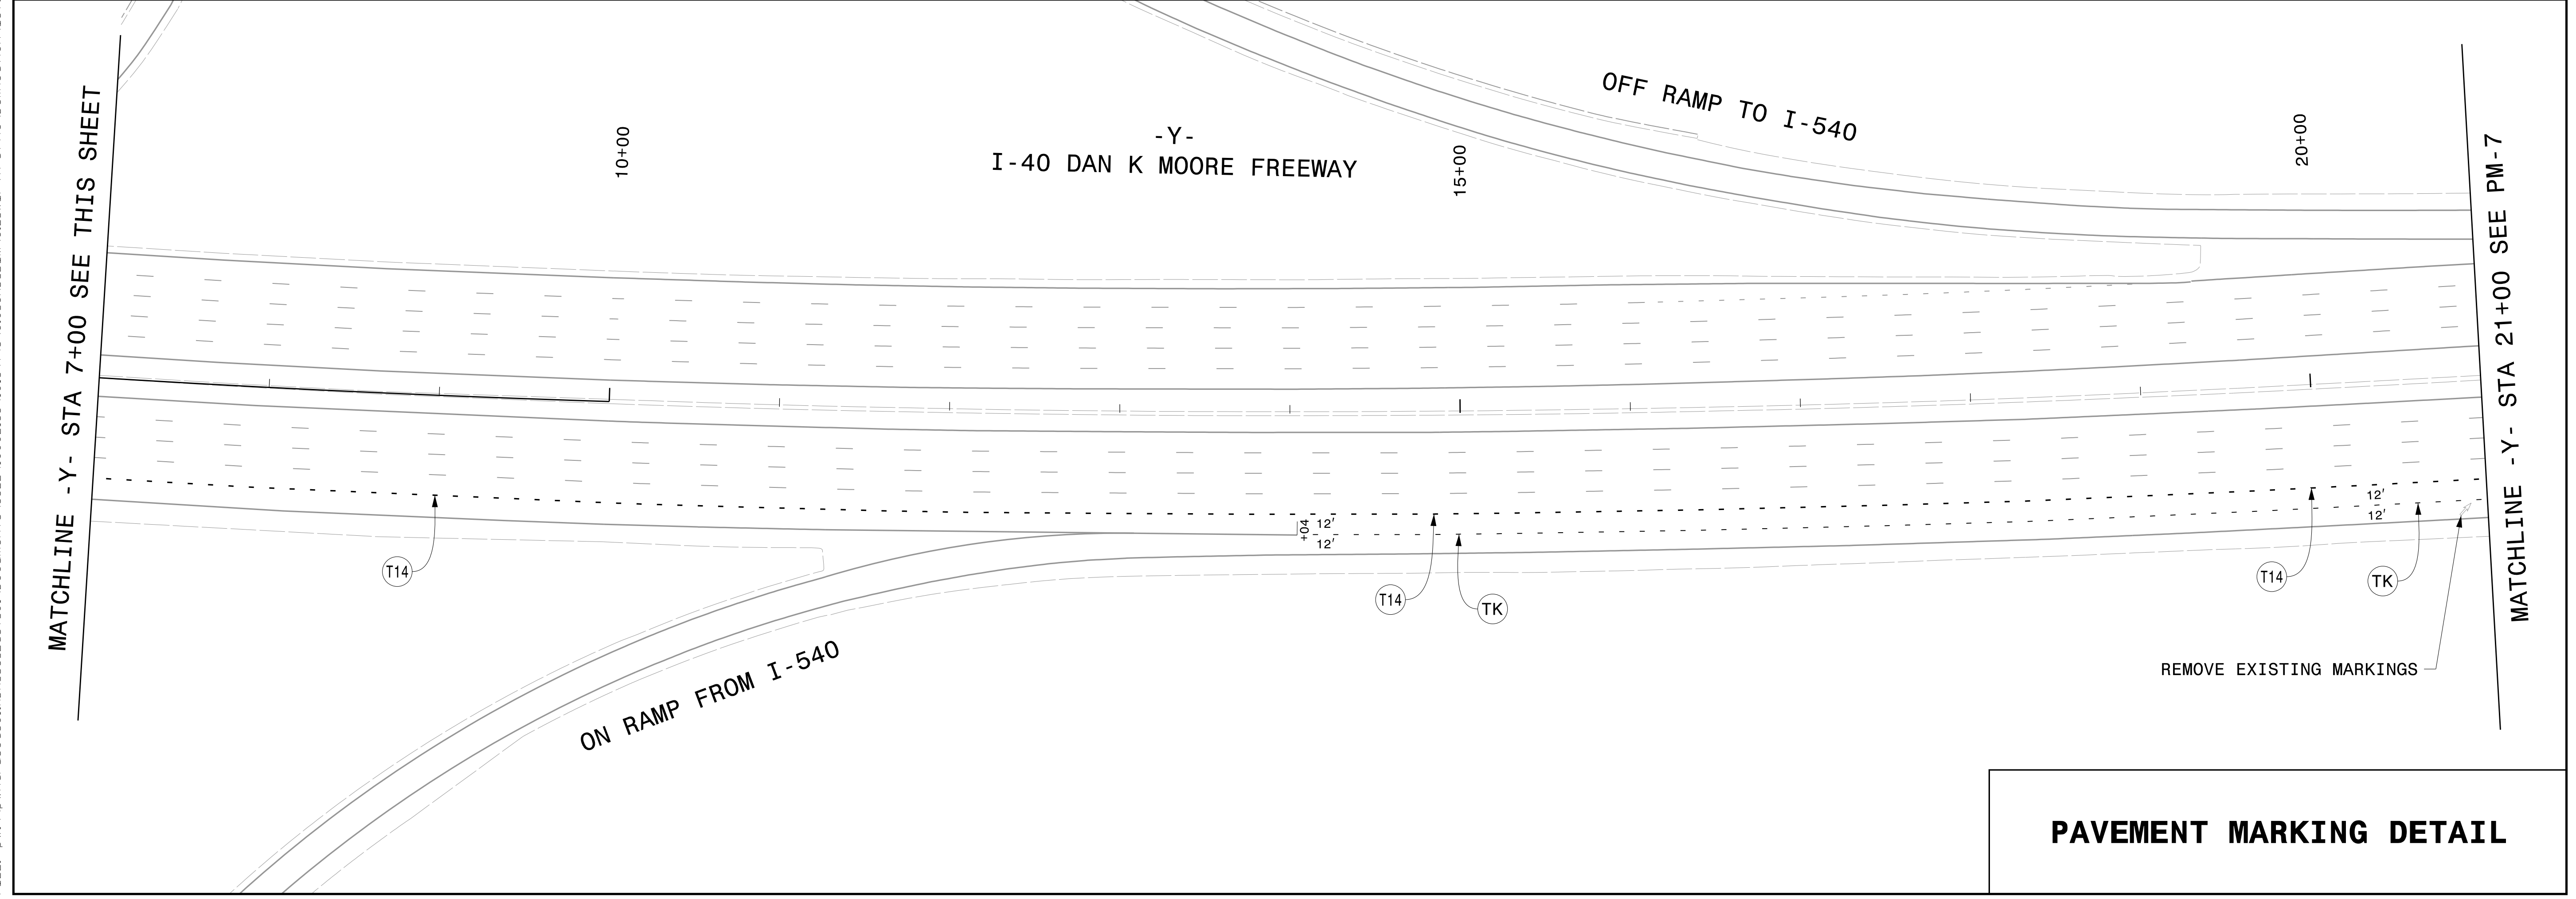 OFF RAMP TO I-540
-Y-
I-40 DAN K MOORE FREEWAY
10+00
15+00
20+00
MATCHLINE -Y- STA 7+00 SEE THIS SHEET
MATCHLINE -Y- STA 21+00 SEE PM-7
12'
12'
+04
12'
12'
T14
T14
TK
T14
TK
ON RAMP FROM I-540
REMOVE EXISTING MARKINGS
PAVEMENT MARKING DETAIL